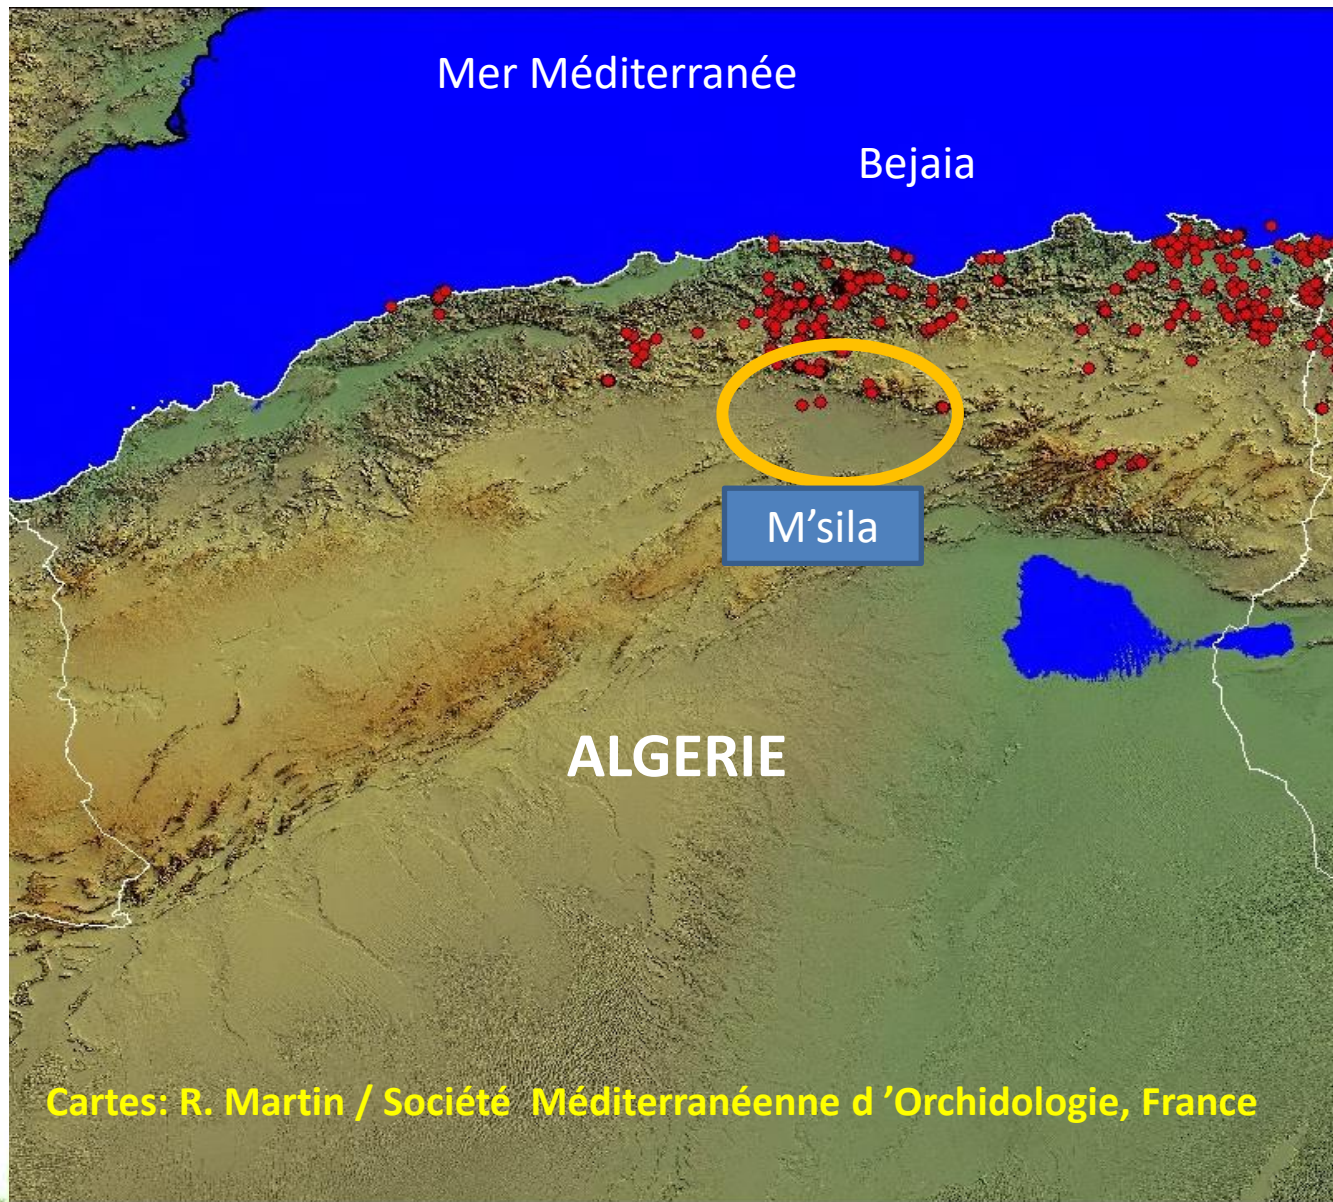 Mer Méditerranée
Bejaia
M’sila
ALGERIE
Cartes: R. Martin / Société Méditerranéenne d ’Orchidologie, France